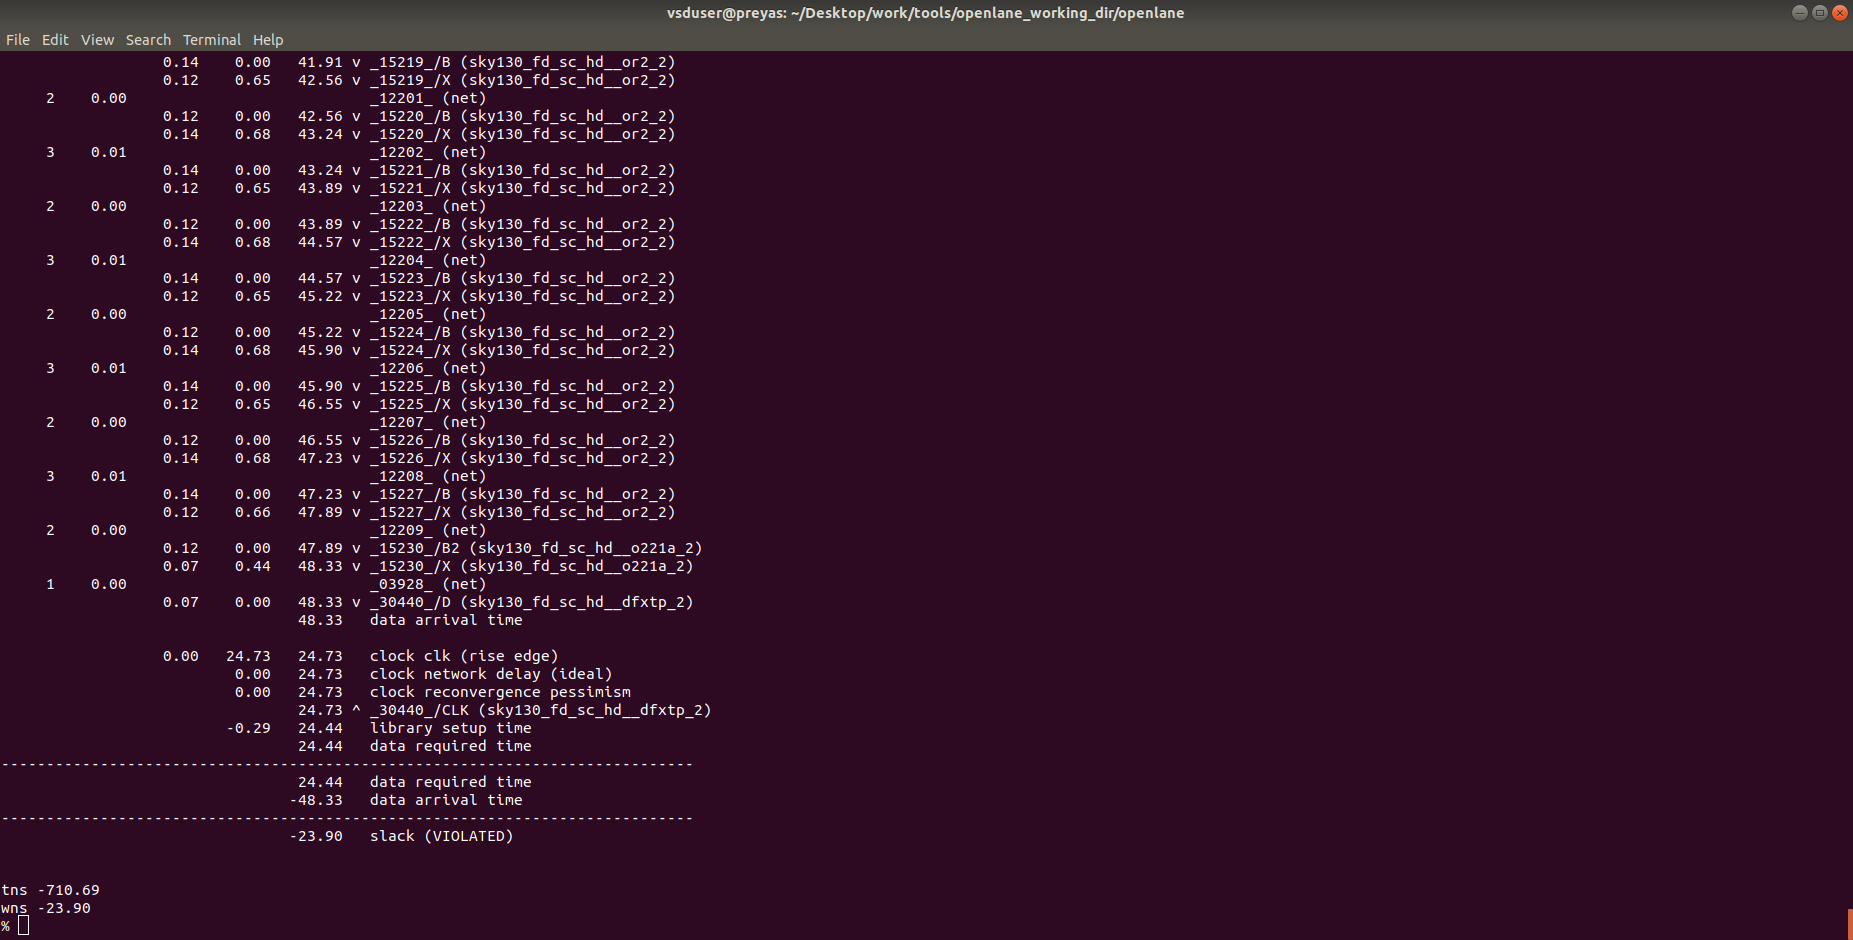 vsduser@preyas: ~/Desktop/work/tools/openlane_working_dir/openlane
File Edit View Search Terminal Help
0.14 0.00 41.91 v _15219_/B (sky130_fd_sc_hd__or2_2)
0.12 0.65 42.56 v _15219_/X (sky130_fd_sc_hd__or2_2)
2 0.00 _12201_ (net)
0.12 0.00 42.56 v _15220_/B (sky130_fd_sc_hd__or2_2)
0.14 0.68 43.24 v _15220_/X (sky130_fd_sc_hd__or2_2)
3 0.01 _12202_ (net)
0.14 0.00 43.24 v _15221_/B (sky130_fd_sc_hd__or2_2)
0.12 0.65 43.89 v _15221_/X (sky130_fd_sc_hd__or2_2)
2 0.00 _12203_ (net)
0.12 0.00 43.89 v _15222_/B (sky130_fd_sc_hd__or2_2)
0.14 0.68 44.57 v _15222_/X (sky130_fd_sc_hd__or2_2)
3 0.01 _12204_ (net)
0.14 0.00 44.57 v _15223_/B (sky130_fd_sc_hd__or2_2)
0.12 0.65 45.22 v _15223_/X (sky130_fd_sc_hd__or2_2)
2 0.00 _12205_ (net)
0.12 0.00 45.22 v _15224_/B (sky130_fd_sc_hd__or2_2)
0.14 0.68 45.90 v _15224_/X (sky130_fd_sc_hd__or2_2)
3 0.01 _12206_ (net)
0.14 0.00 45.90 v _15225_/B (sky130_fd_sc_hd__or2_2)
0.12 0.65 46.55 v _15225_/X (sky130_fd_sc_hd__or2_2)
2 0.00 _12207_ (net)
0.12 0.00 46.55 v _15226_/B (sky130_fd_sc_hd__or2_2)
0.14 0.68 47.23 v _15226_/X (sky130_fd_sc_hd__or2_2)
3 0.01 _12208_ (net)
0.14 0.00 47.23 v _15227_/B (sky130_fd_sc_hd__or2_2)
0.12 0.66 47.89 v _15227_/X (sky130_fd_sc_hd__or2_2)
2 0.00 _12209_ (net)
0.12 0.00 47.89 v _15230_/B2 (sky130_fd_sc_hd__o221a_2)
0.07 0.44 48.33 v _15230_/X (sky130_fd_sc_hd__o221a_2)
1 0.00 _03928_ (net)
0.07 0.00 48.33 v _30440_/D (sky130_fd_sc_hd__dfxtp_2)
48.33 data arrival time
0.00 24.73 24.73 clock clk (rise edge)
0.00 24.73 clock network delay (ideal)
0.00 24.73 clock reconvergence pessimism
24.73 ^ _30440_/CLK (sky130_fd_sc_hd__dfxtp_2)
-0.29 24.44 library setup time
24.44 data required time
-----------------------------------------------------------------------------
24.44 data required time
-48.33 data arrival time
-----------------------------------------------------------------------------
-23.90 slack (VIOLATED)
tns -710.69
wns -23.90
%